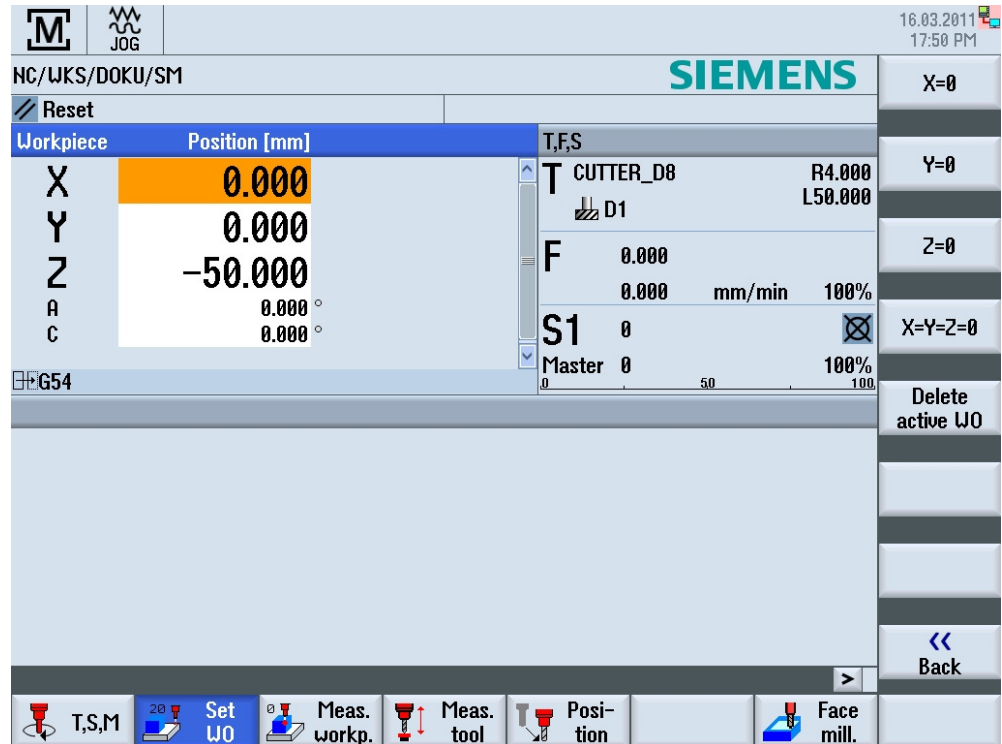 M
JOG
16.03.2011
17:50 PM
NC/WKS/DOKU/SM
SIEMENS
Reset
Workpiece Position [mm]
X 0.000
Y 0.000
Z -50.000
A 0.000 °
C 0.000 °
G54
T,F,S
T CUTTER_D8 R4.000
D1 L50.000
F 0.000
0.000 mm/min 100%
S1 0
Master 0 100%
0 50 100
X=0
Y=0
Z=0
X=Y=Z=0
Delete
active WO
<<
Back
>
T,S,M
20 Set
WO
0 Meas.
workp.
Meas.
tool
Posi-
tion
Face
mill.